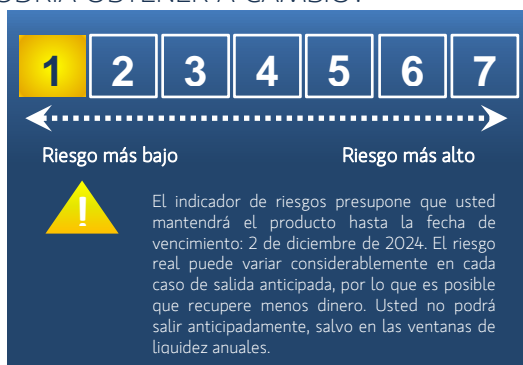 ODRÍA OBTENER A CAMBIO?
1 2 3 4 5 6 7
Riesgo más bajo Riesgo más alto
!
El indicador de riesgos presupone que usted
mantendrá el producto hasta la fecha de
vencimiento: 2 de diciembre de 2024. El riesgo
real puede variar considerablemente en cada
caso de salida anticipada, por lo que es posible
que recupere menos dinero. Usted no podrá
salir anticipadamente, salvo en las ventanas de
liquidez anuales.